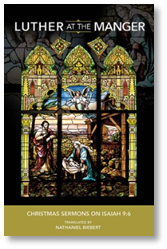 LUTHER AT THE MANGER
CHRISTMAS SERMONS ON ISAIAH 9:6
TRANSLATED BY
NATHANIEL BIEBERT